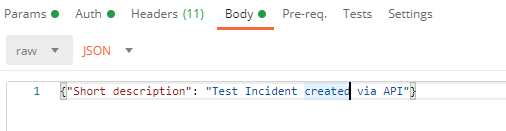 Params Auth Headers (11) Body Pre-req. Tests Settings
raw JSON
1 {"Short description": "Test Incident created via API"}